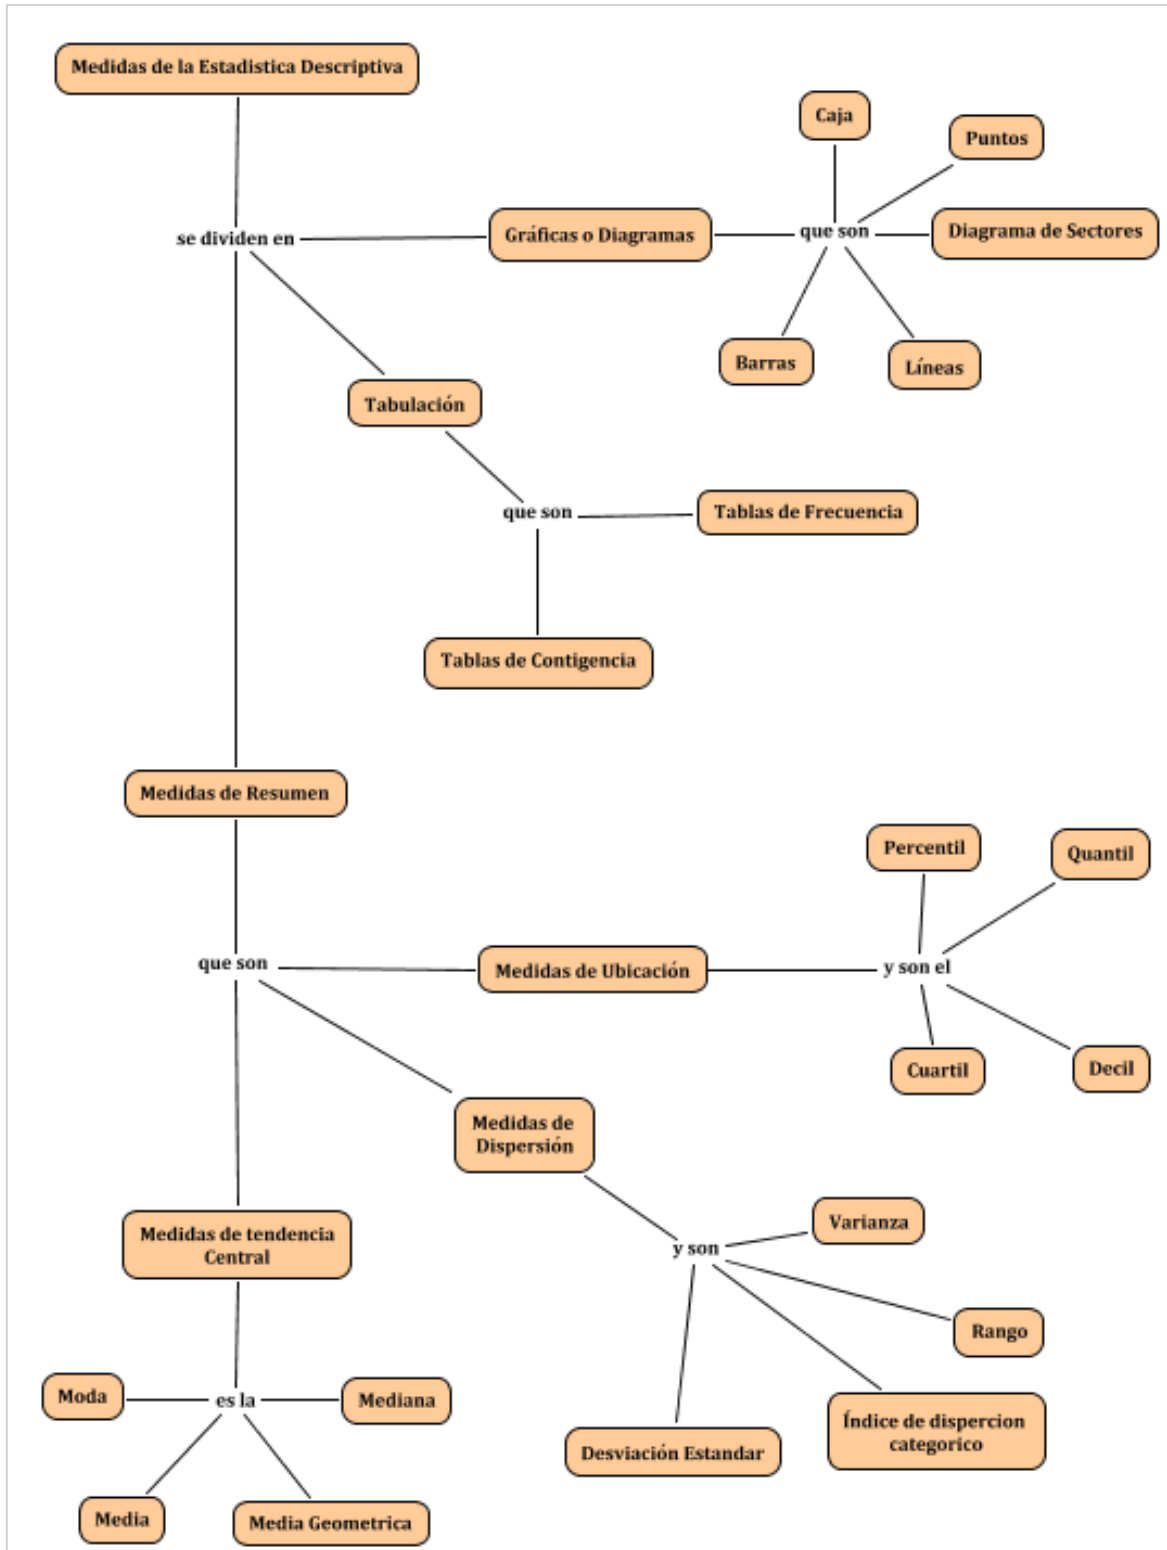 Medidas de la Estadistica Descriptiva
Caja
Puntos
se dividen en
Gráficas o Diagramas
que son
Diagrama de Sectores
Barras
Líneas
Tabulación
que son
Tablas de Frecuencia
Tablas de Contigencia
Medidas de Resumen
Percentil
Quantil
que son
Medidas de Ubicación
y son el
Cuartil
Decil
Medidas de
Dispersión
Medidas de tendencia
Central
y son
Varianza
Rango
Moda
es la
Mediana
Índice de dispercion
categorico
Desviación Estandar
Media
Media Geometrica